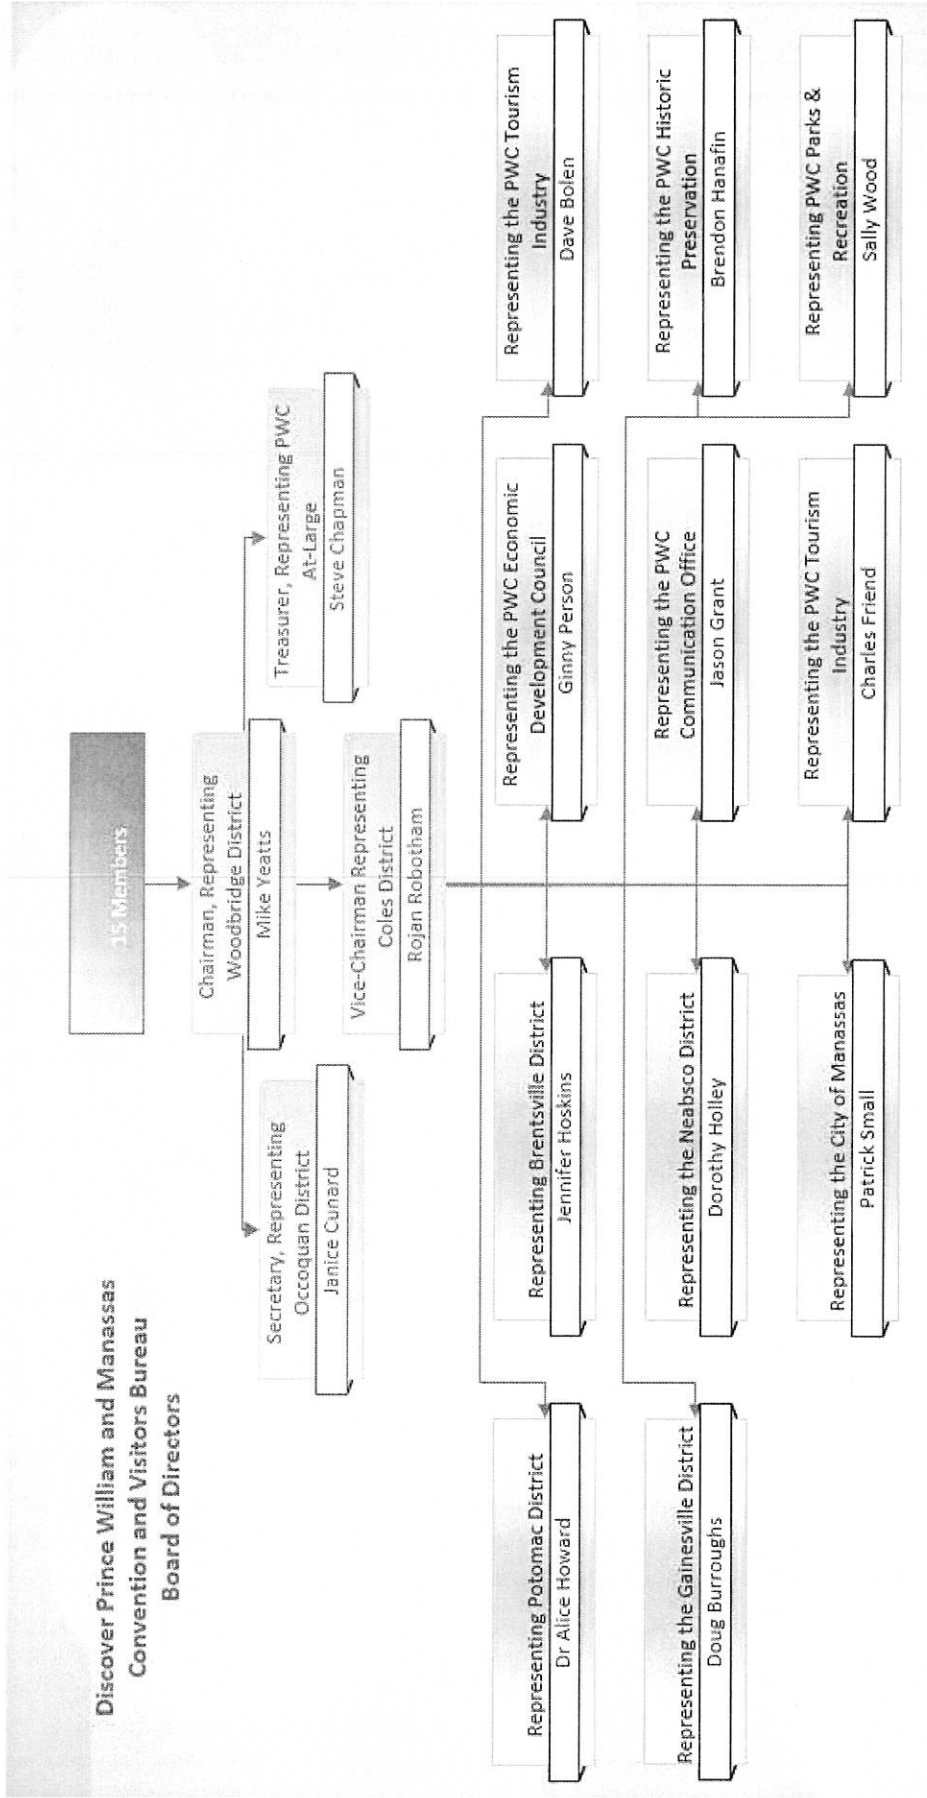 Discover Prince William and Manassas
Convention and Visitors Bureau
Board of Directors
15 Members
Chairman, Representing
Woodbridge District
Mike Yeatts
Secretary, Representing
Occoquan District
Janice Cunard
Treasurer, Representing PWC
At-Large
Steve Chapman
Vice-Chairman Representing
Coles District
Rojan Robotham
Representing Potomac District
Dr Alice Howard
Representing Brentsville District
Jennifer Hoskins
Representing the PWC Economic
Development Council
Ginny Person
Representing the PWC Tourism
Industry
Dave Bolen
Representing the Gainesville District
Doug Burroughs
Representing the Neabsco District
Dorothy Holley
Representing the PWC
Communication Office
Jason Grant
Representing the PWC Historic
Preservation
Brendon Hanafin
Representing the City of Manassas
Patrick Small
Representing the PWC Tourism
Industry
Charles Friend
Representing PWC Parks &
Recreation
Sally Wood